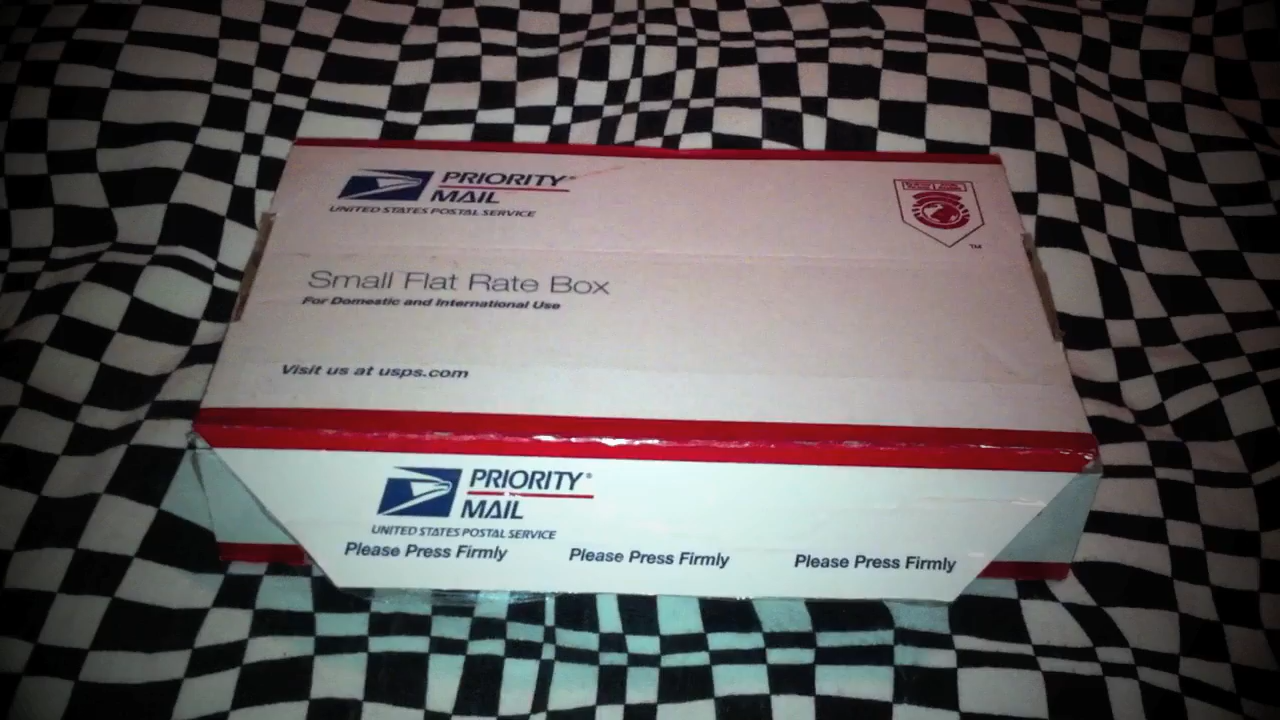 PRIORITY®
MAIL
UNITED STATES POSTAL SERVICE
TM
Small Flat Rate Box
For Domestic and International Use
Visit us at usps.com
PRIORITY®
MAIL
UNITED STATES POSTAL SERVICE
Please Press Firmly Please Press Firmly Please Press Firmly